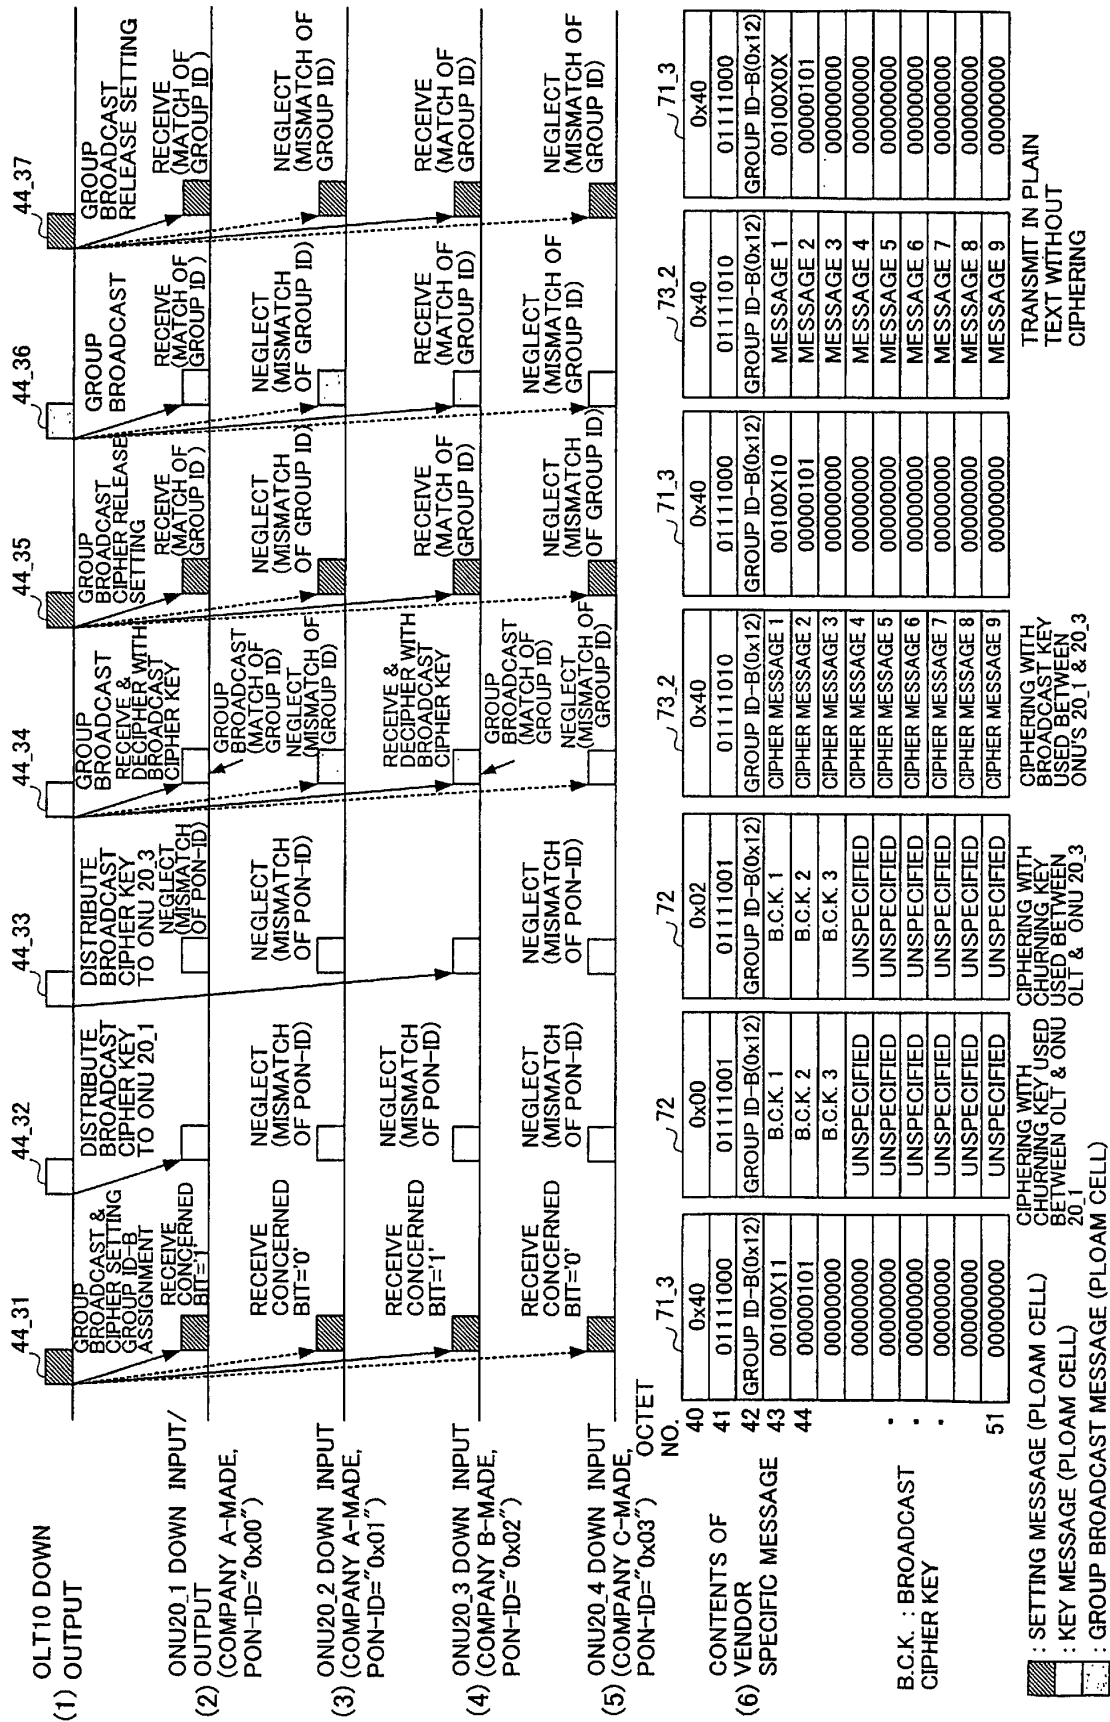 (1) OLT10 DOWN
OUTPUT
44_31
GROUP
BROADCAST &
CIPHER SETTING
GROUP ID-B
ASSIGNMENT
44_32
DISTRIBUTE
BROADCAST
CIPHER KEY
TO ONU 20_1
44_33
DISTRIBUTE
BROADCAST
CIPHER KEY
TO ONU 20_3
44_34
GROUP
BROADCAST
44_35
GROUP
BROADCAST
CIPHER RELEASE
SETTING
44_36
GROUP
BROADCAST
44_37
GROUP
BROADCAST
RELEASE SETTING
(2) ONU20_1 DOWN INPUT/
OUTPUT
(COMPANY A-MADE,
PON-ID="0x00")
RECEIVE
CONCERNED
BIT='1'
NEGLECT
(MISMATCH
OF PON-ID)
RECEIVE &
DECIPHER WITH
BROADCAST
CIPHER KEY
GROUP
BROADCAST
(MATCH OF
GROUP ID)
RECEIVE
(MATCH OF
GROUP ID)
RECEIVE
(MATCH OF
GROUP ID)
RECEIVE
(MATCH OF
GROUP ID)
(3) ONU20_2 DOWN INPUT
(COMPANY A-MADE,
PON-ID="0x01")
RECEIVE
CONCERNED
BIT='0'
NEGLECT
(MISMATCH
OF PON-ID)
NEGLECT
(MISMATCH
OF PON-ID)
NEGLECT
(MISMATCH OF
GROUP ID)
NEGLECT
(MISMATCH
OF GROUP ID)
NEGLECT
(MISMATCH
OF GROUP ID)
NEGLECT
(MISMATCH OF
GROUP ID)
(4) ONU20_3 DOWN INPUT
(COMPANY B-MADE,
PON-ID="0x02")
RECEIVE
CONCERNED
BIT='1'
NEGLECT
(MISMATCH
OF PON-ID)
RECEIVE &
DECIPHER WITH
BROADCAST
CIPHER KEY
GROUP
BROADCAST
(MATCH OF
GROUP ID)
RECEIVE
(MATCH OF
GROUP ID)
RECEIVE
(MATCH OF
GROUP ID)
RECEIVE
(MATCH OF
GROUP ID)
(5) ONU20_4 DOWN INPUT
(COMPANY C-MADE,
PON-ID="0x03")
RECEIVE
CONCERNED
BIT='0'
NEGLECT
(MISMATCH
OF PON-ID)
NEGLECT
(MISMATCH
OF PON-ID)
NEGLECT
(MISMATCH OF
GROUP ID)
NEGLECT
(MISMATCH
OF GROUP ID)
NEGLECT
(MISMATCH OF
GROUP ID)
NEGLECT
(MISMATCH OF
GROUP ID)
(6) CONTENTS OF
VENDOR
SPECIFIC MESSAGE
OCTET
NO.
71_3 72 72 73_2 71_3 73_2 71_3
40 0x40 0x00 0x02 0x40 0x40 0x40 0x40
41 01111000 01111001 01111001 01111010 01111000 01111010 01111000
42 GROUP ID-B(0x12) GROUP ID-B(0x12) GROUP ID-B(0x12) GROUP ID-B(0x12) GROUP ID-B(0x12) GROUP ID-B(0x12) GROUP ID-B(0x12)
43 00100X11 B.C.K. 1 B.C.K. 1 CIPHER MESSAGE 1 00100X10 MESSAGE 1 00100X0X
44 00000101 B.C.K. 2 B.C.K. 2 CIPHER MESSAGE 2 00000101 MESSAGE 2 00000101
00000000 B.C.K. 3 B.C.K. 3 CIPHER MESSAGE 3 00000000 MESSAGE 3 00000000
00000000 UNSPECIFIED UNSPECIFIED CIPHER MESSAGE 4 00000000 MESSAGE 4 00000000
00000000 UNSPECIFIED UNSPECIFIED CIPHER MESSAGE 5 00000000 MESSAGE 5 00000000
00000000 UNSPECIFIED UNSPECIFIED CIPHER MESSAGE 6 00000000 MESSAGE 6 00000000
00000000 UNSPECIFIED UNSPECIFIED CIPHER MESSAGE 7 00000000 MESSAGE 7 00000000
00000000 UNSPECIFIED UNSPECIFIED CIPHER MESSAGE 8 00000000 MESSAGE 8 00000000
51 00000000 UNSPECIFIED UNSPECIFIED CIPHER MESSAGE 9 00000000 MESSAGE 9 00000000
B.C.K. : BROADCAST
CIPHER KEY
CIPHERING WITH
CHURNING KEY USED
BETWEEN OLT & ONU
20_1
CIPHERING WITH
CHURNING KEY
USED BETWEEN
OLT & ONU 20_3
CIPHERING WITH
BROADCAST KEY
USED BETWEEN
ONU'S 20_1 & 20_3
TRANSMIT IN PLAIN
TEXT WITHOUT
CIPHERING
: SETTING MESSAGE (PLOAM CELL)
: KEY MESSAGE (PLOAM CELL)
: GROUP BROADCAST MESSAGE (PLOAM CELL)